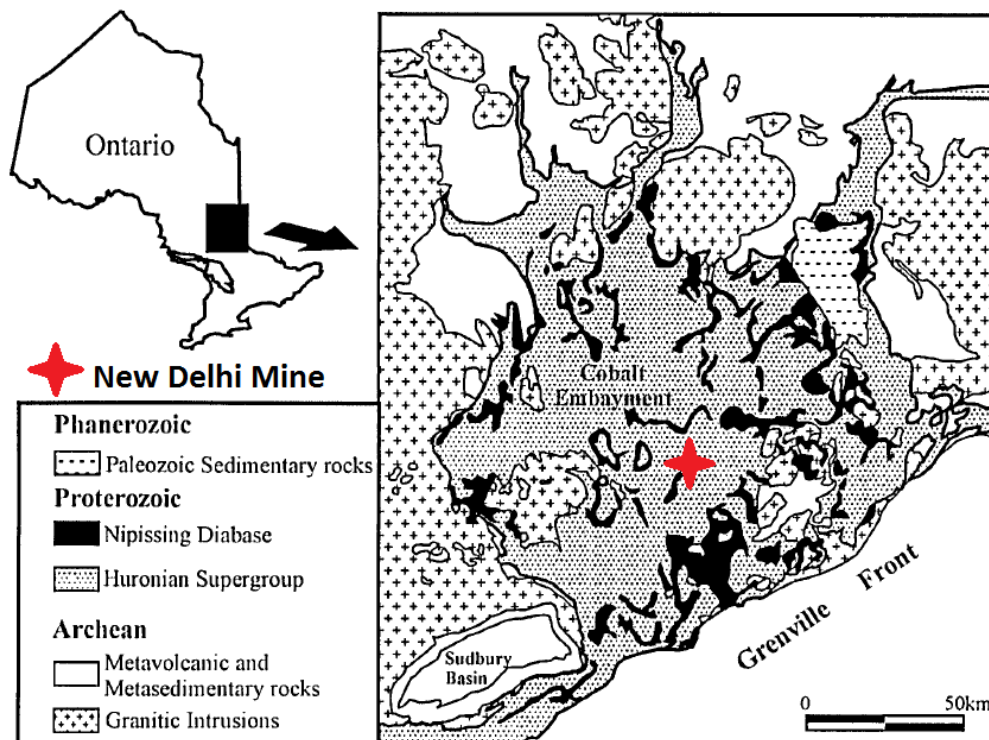 Ontario
New Delhi Mine
Phanerozoic
Paleozoic Sedimentary rocks
Proterozoic
Nipissing Diabase
Huronian Supergroup
Archean
Metavolcanic and
Metasedimentary rocks
Granitic Intrusions
Cobalt
Embayment
Sudbury
Basin
Grenville Front
0 50km